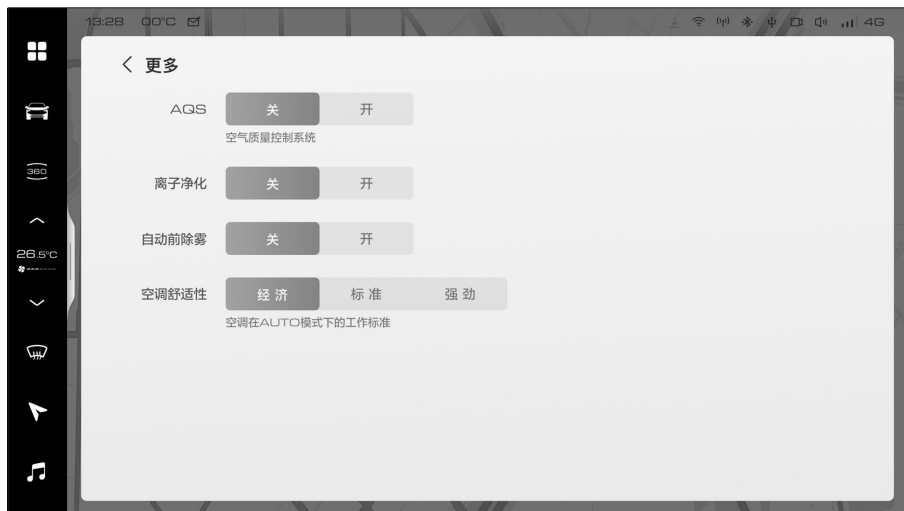 13:28 00°C 4G
更多
AQS 关 开
空气质量控制系统
离子净化 关 开
自动前除雾 关 开
空调舒适性 经济 标准 强劲
空调在AUTO模式下的工作标准
360
26.5°C